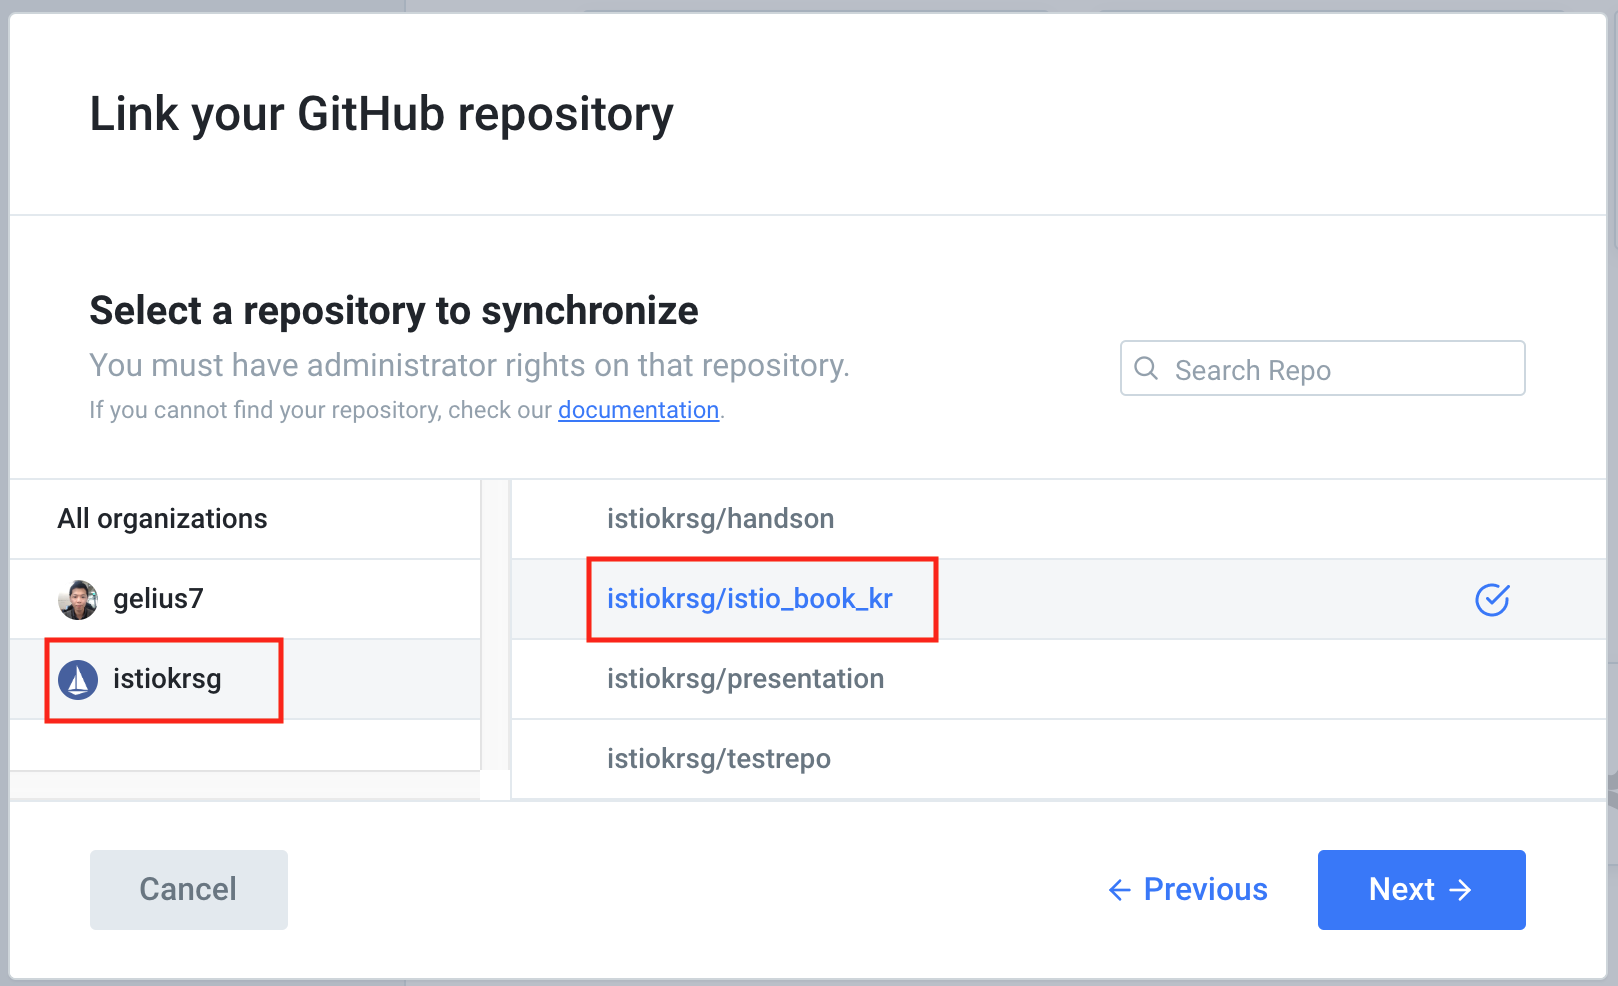 Link your GitHub repository
Select a repository to synchronize
You must have administrator rights on that repository.
If you cannot find your repository, check our documentation.
Search Repo
All organizations
gelius7
istiokrsg
istiokrsg/handson
istiokrsg/istio_book_kr
istiokrsg/presentation
istiokrsg/testrepo
Cancel
← Previous
Next →